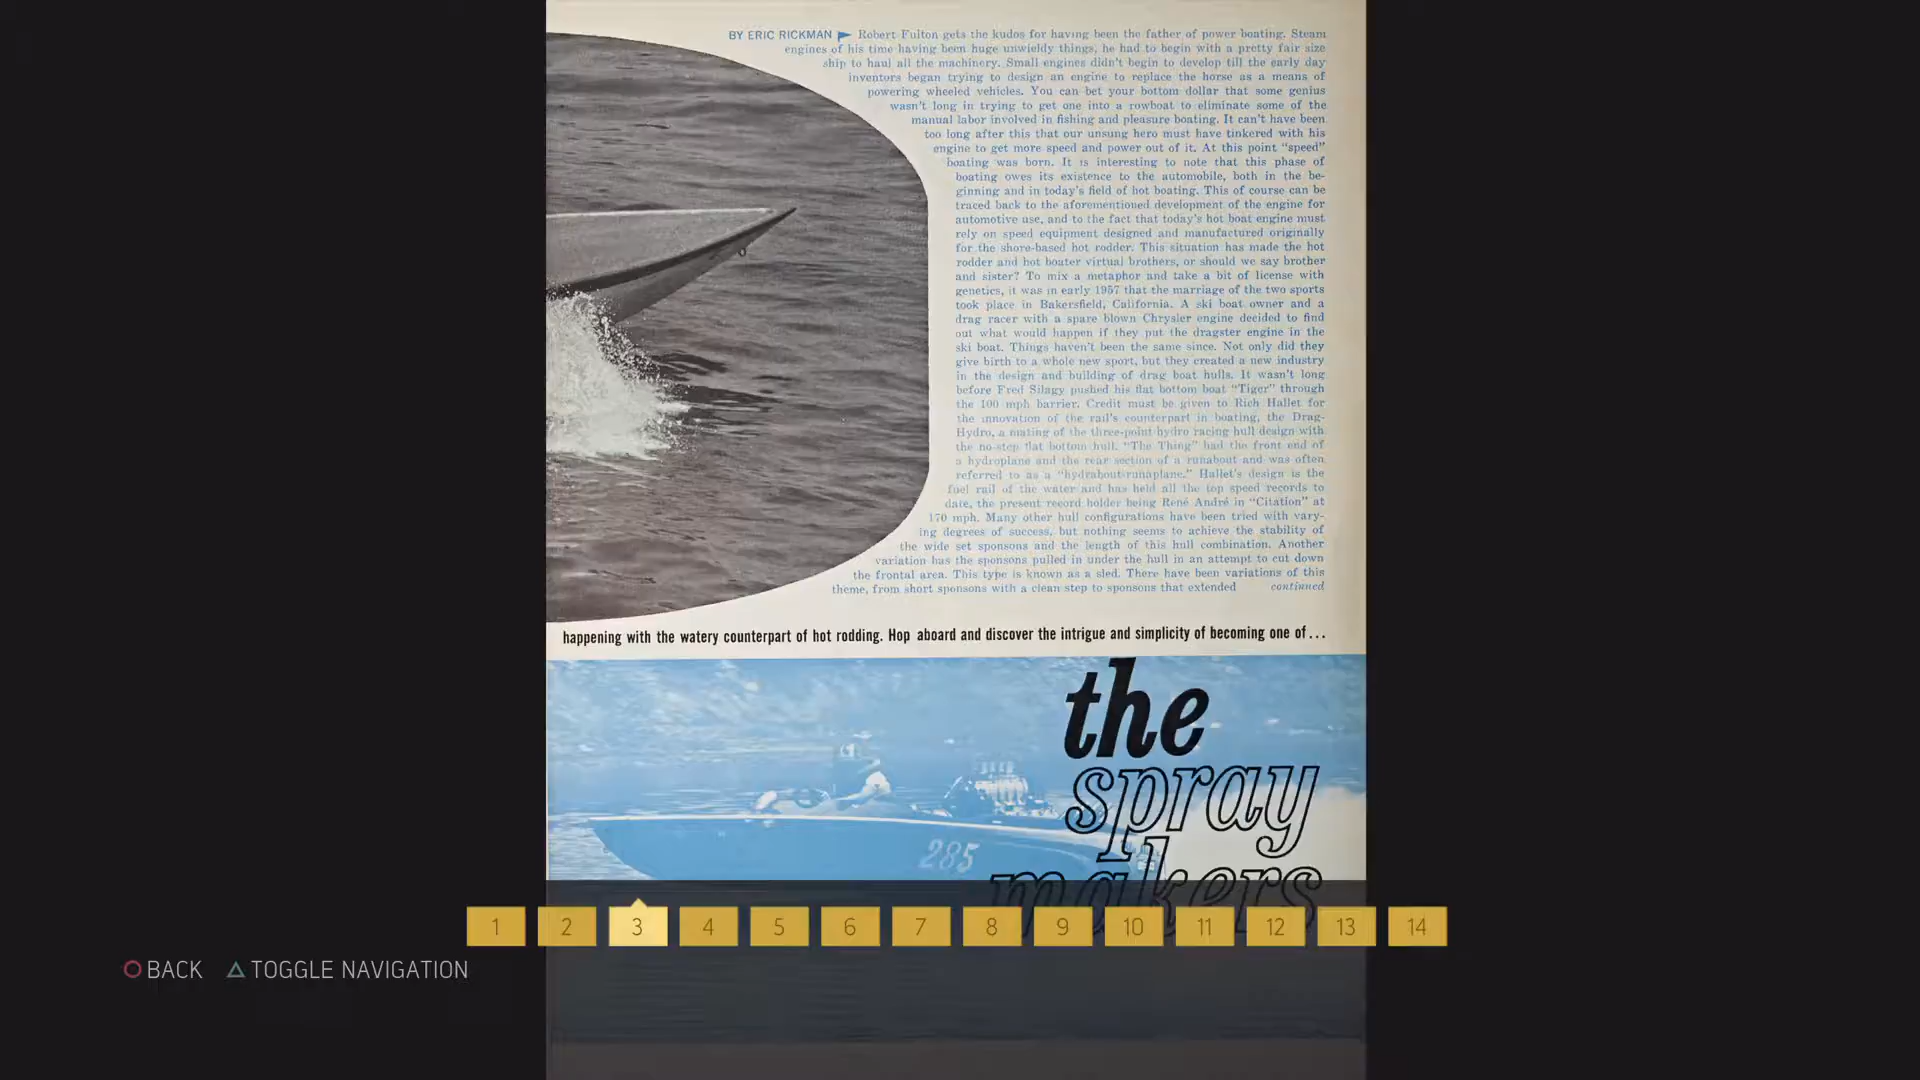 BY ERIC RICKMAN Robert Fulton gets the kudos for having been the father of power boating. Steam
engines of his time having been huge unwieldy things, he had to begin with a pretty fair size
ship to haul all the machinery. Small engines didn't begin to develop till the early day
inventors began trying to design an engine to replace the horse as a means of
powering wheeled vehicles. You can bet your bottom dollar that some genius
wasn't long in trying to get one into a rowboat to eliminate some of the
manual labor involved in fishing and pleasure boating. It can't have been
too long after this that our unsung hero must have tinkered with his
engine to get more speed and power out of it. At this point "speed"
boating was born. It is interesting to note that this phase of
boating owes its existence to the automobile, both in the be-
ginning and in today's field of hot boating. This of course can be
traced back to the aforementioned development of the engine for
automotive use, and to the fact that today's hot boat engine must
rely on speed equipment designed and manufactured originally
for the shore-based hot rodder. This situation has made the hot
rodder and hot boater virtual brothers, or should we say brother
and sister? To mix a metaphor and take a bit of license with
genetics, it was in early 1957 that the marriage of the two sports
took place in Bakersfield, California. A ski boat owner and a
drag racer with a spare blown Chrysler engine decided to find
out what would happen if they put the dragster engine in the
ski boat. Things haven't been the same since. Not only did they
give birth to a whole new sport, but they created a new industry
in the design and building of drag boat hulls. It wasn't long
before Fred Silagy pushed his flat bottom boat "Tiger" through
the 100 mph barrier. Credit must be given to Rich Hallet for
the innovation of the rail's counterpart in boating, the Drag-
Hydro, a mating of the three-point hydro racing hull design with
the no-step flat bottom hull. "The Thing" had the front end of
a hydroplane and the rear section of a runabout and was often
referred to as a "hydrabout-runaplane." Hallet's design is the
fuel rail of the water and has held all the top speed records to
date, the present record holder being René André in "Citation" at
170 mph. Many other hull configurations have been tried with vary-
ing degrees of success, but nothing seems to achieve the stability of
the wide set sponsons and the length of this hull combination. Another
variation has the sponsons pulled in under the hull in an attempt to cut down
the frontal area. This type is known as a sled. There have been variations of this
theme, from short sponsons with a clean step to sponsons that extended continued
happening with the watery counterpart of hot rodding. Hop aboard and discover the intrigue and simplicity of becoming one of...
the
spray
makers
285
1 2 3 4 5 6 7 8 9 10 11 12 13 14
BACK TOGGLE NAVIGATION